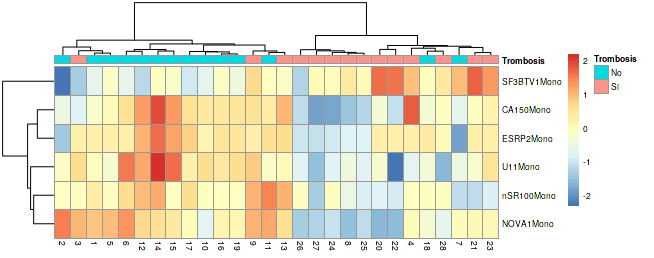 Trombosis
SF3BTV1Mono
CA150Mono
ESRP2Mono
U11Mono
nSR100Mono
NOVA1Mono
2 3 1 5 6 12 14 15 17 10 16 19 9 11 13 26 27 24 8 25 20 22 4 18 28 7 21 23
2
1
0
-1
-2
Trombosis
No
SI